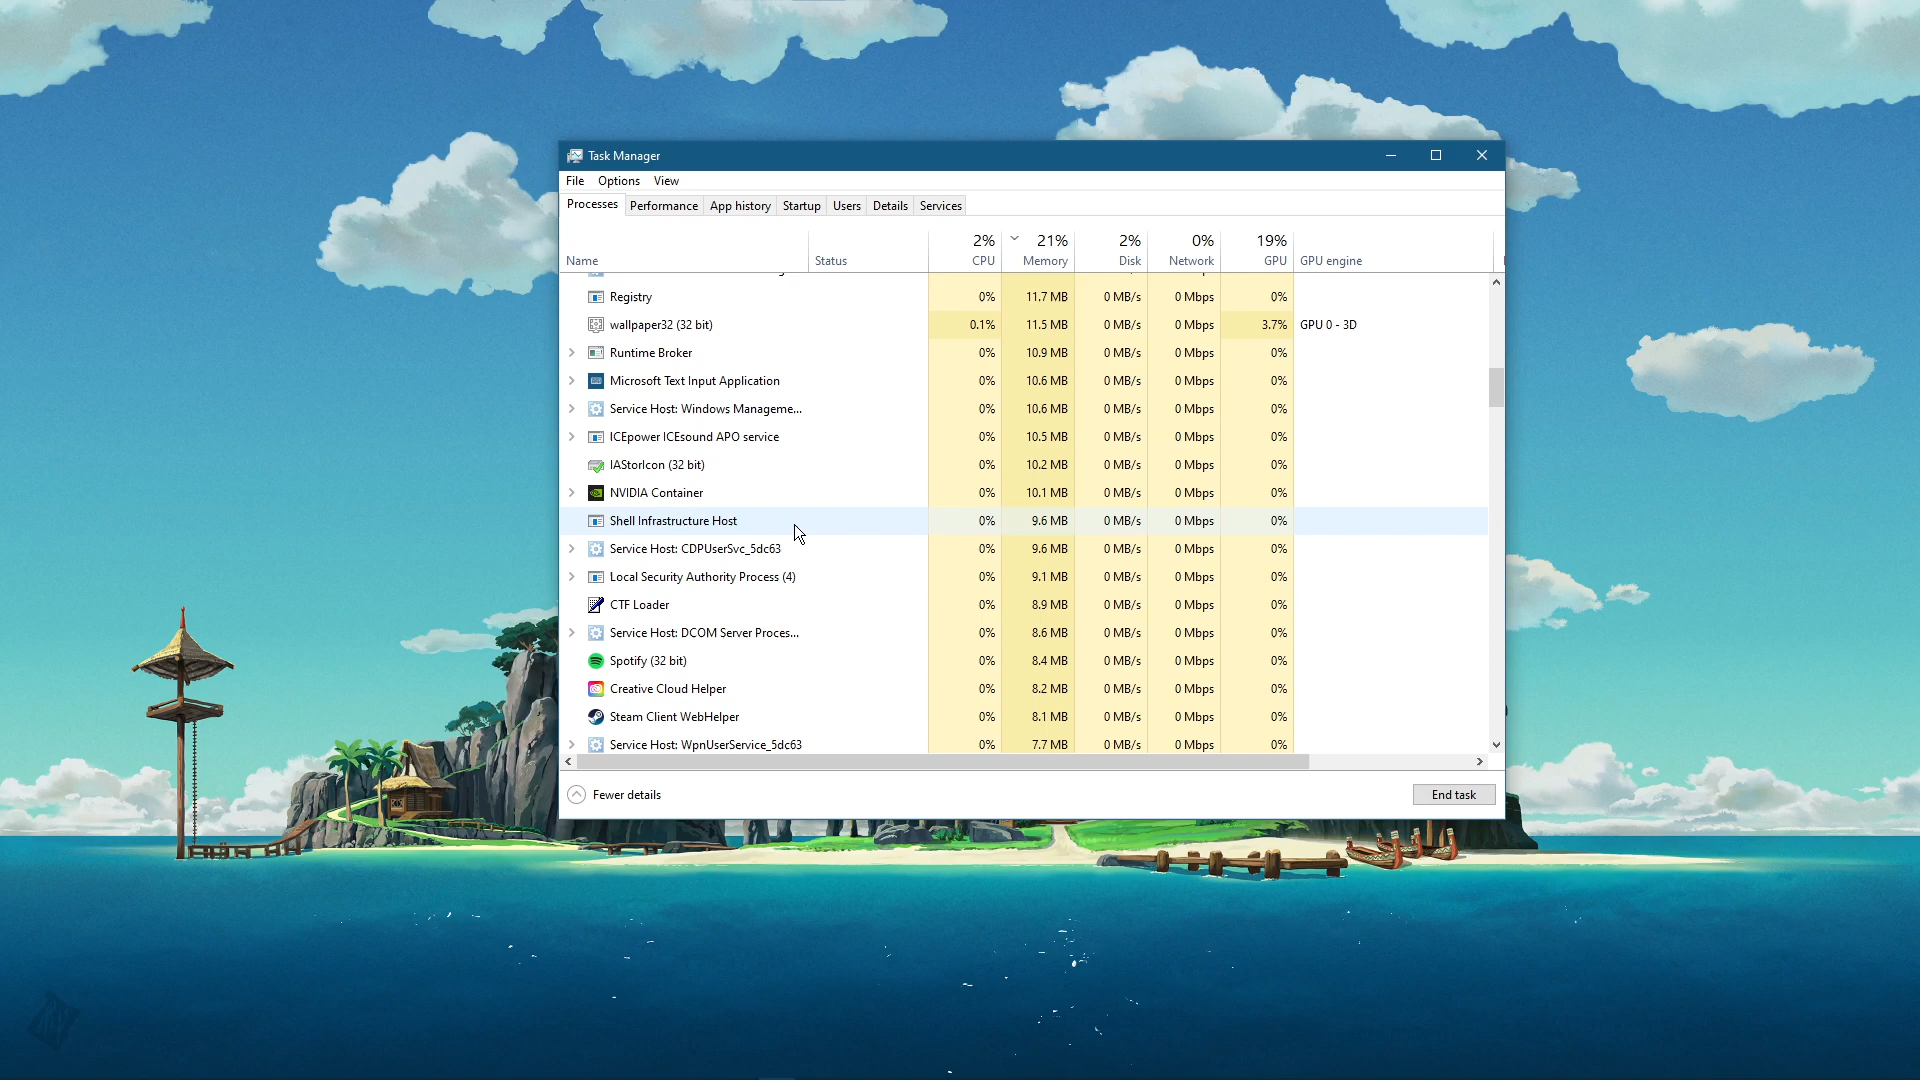 Task Manager
File Options View
Processes Performance App history Startup Users Details Services
2% 21% 2% 0% 19%
Name Status CPU Memory Disk Network GPU GPU engine
Registry 0% 11.7 MB 0 MB/s 0 Mbps 0%
wallpaper32 (32 bit) 0.1% 11.5 MB 0 MB/s 0 Mbps 3.7% GPU 0 - 3D
Runtime Broker 0% 10.9 MB 0 MB/s 0 Mbps 0%
Microsoft Text Input Application 0% 10.6 MB 0 MB/s 0 Mbps 0%
Service Host: Windows Manageme... 0% 10.6 MB 0 MB/s 0 Mbps 0%
ICEpower ICEsound APO service 0% 10.5 MB 0 MB/s 0 Mbps 0%
IAStorIcon (32 bit) 0% 10.2 MB 0 MB/s 0 Mbps 0%
NVIDIA Container 0% 10.1 MB 0 MB/s 0 Mbps 0%
Shell Infrastructure Host 0% 9.6 MB 0 MB/s 0 Mbps 0%
Service Host: CDPUserSvc_5dc63 0% 9.6 MB 0 MB/s 0 Mbps 0%
Local Security Authority Process (4) 0% 9.1 MB 0 MB/s 0 Mbps 0%
CTF Loader 0% 8.9 MB 0 MB/s 0 Mbps 0%
Service Host: DCOM Server Proces... 0% 8.6 MB 0 MB/s 0 Mbps 0%
Spotify (32 bit) 0% 8.4 MB 0 MB/s 0 Mbps 0%
Creative Cloud Helper 0% 8.2 MB 0 MB/s 0 Mbps 0%
Steam Client WebHelper 0% 8.1 MB 0 MB/s 0 Mbps 0%
Service Host: WpnUserService_5dc63 0% 7.7 MB 0 MB/s 0 Mbps 0%
Fewer details End task